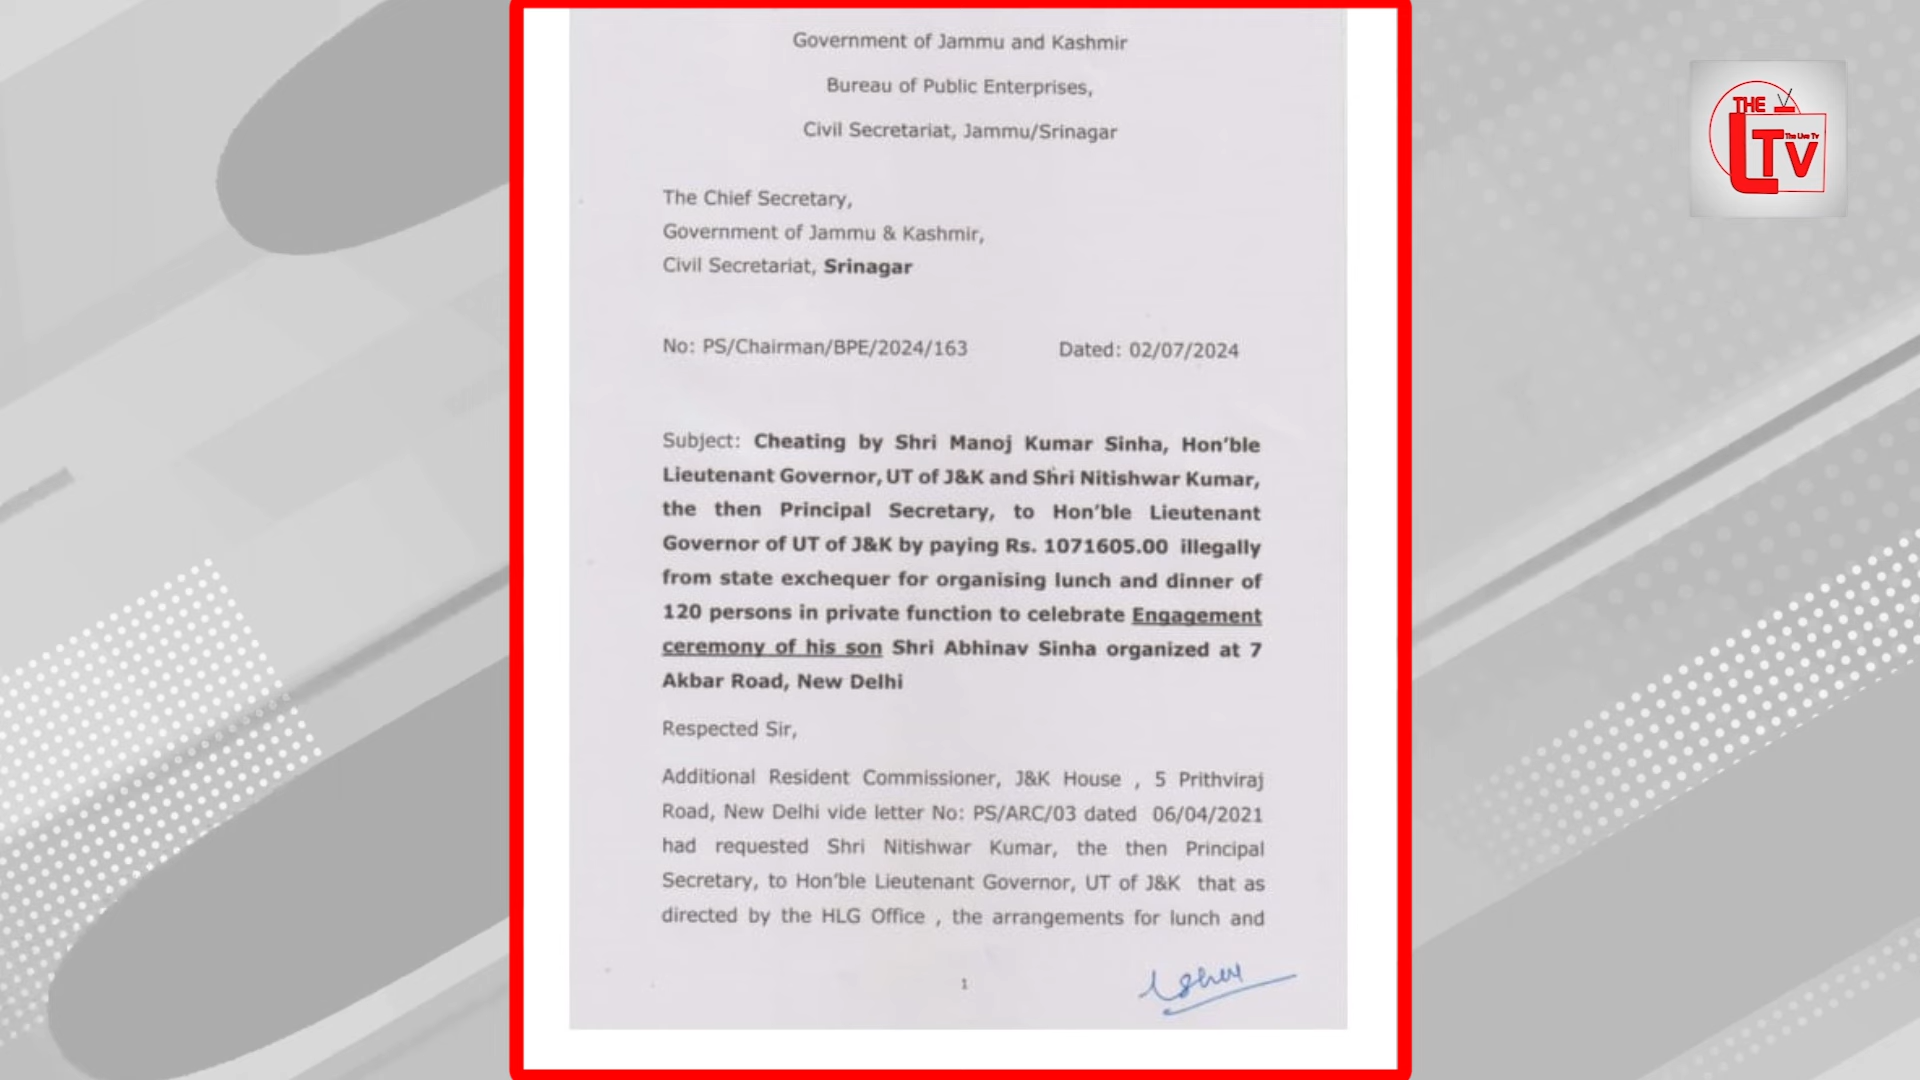 Government of Jammu and Kashmir
Bureau of Public Enterprises,
Civil Secretariat, Jammu/Srinagar
THE
LTV
The Live Tv
The Chief Secretary,
Government of Jammu & Kashmir,
Civil Secretariat, Srinagar
No: PS/Chairman/BPE/2024/163 Dated: 02/07/2024
Subject: Cheating by Shri Manoj Kumar Sinha, Hon'ble
Lieutenant Governor, UT of J&K and Shri Nitishwar Kumar,
the then Principal Secretary, to Hon'ble Lieutenant
Governor of UT of J&K by paying Rs. 1071605.00 illegally
from state exchequer for organising lunch and dinner of
120 persons in private function to celebrate Engagement
ceremony of his son Shri Abhinav Sinha organized at 7
Akbar Road, New Delhi
Respected Sir,
Additional Resident Commissioner, J&K House , 5 Prithviraj
Road, New Delhi vide letter No: PS/ARC/03 dated 06/04/2021
had requested Shri Nitishwar Kumar, the then Principal
Secretary, to Hon'ble Lieutenant Governor, UT of J&K that as
directed by the HLG Office , the arrangements for lunch and
1